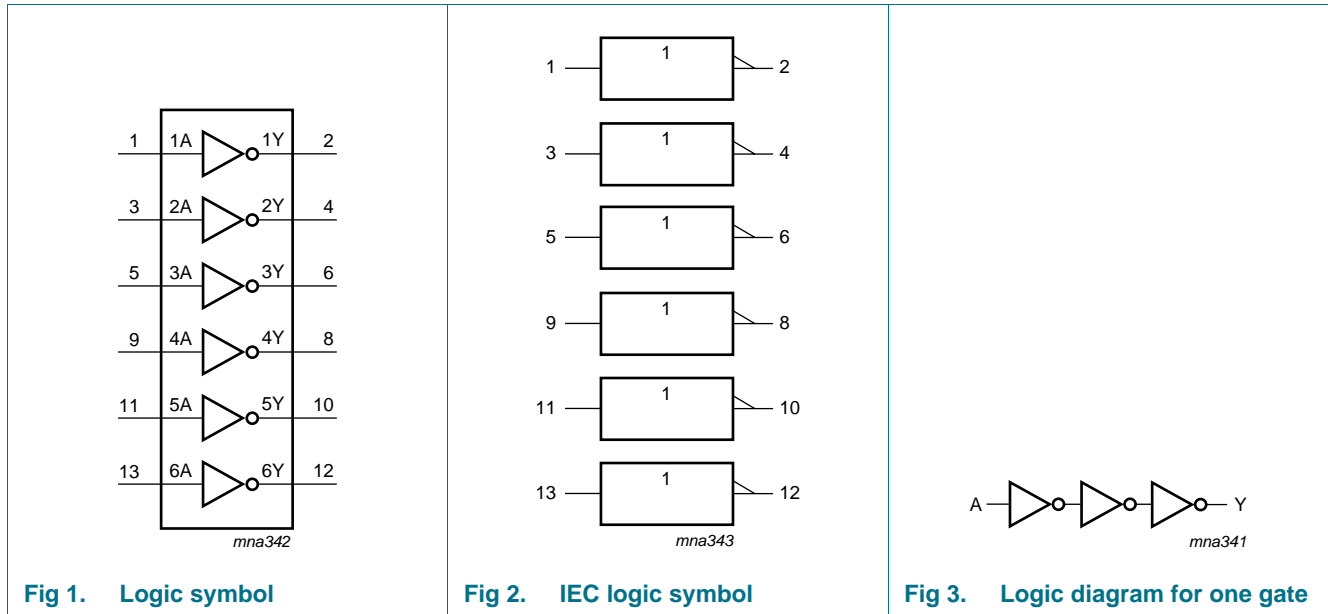 1 1A 1Y 2
3 2A 2Y 4
5 3A 3Y 6
9 4A 4Y 8
11 5A 5Y 10
13 6A 6Y 12
mna342
Fig 1. Logic symbol
1 1 2
3 1 4
5 1 6
9 1 8
11 1 10
13 1 12
mna343
Fig 2. IEC logic symbol
A Y
mna341
Fig 3. Logic diagram for one gate